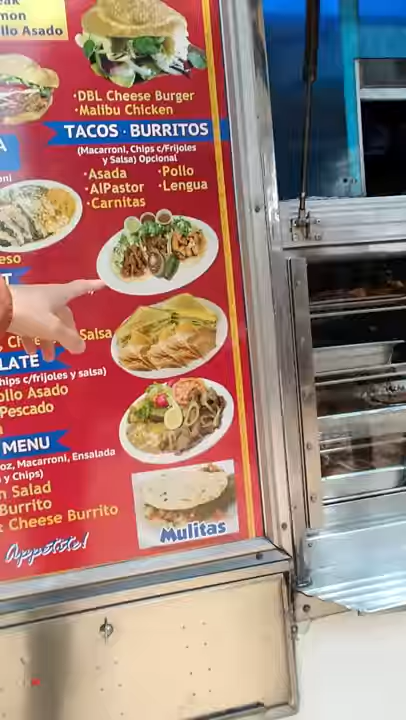 llo Asado
·DBL Cheese Burger
·Malibu Chicken
TACOS · BURRITOS
(Macarroni, Chips c/Frijoles
y Salsa) Opcional
·Asada ·Pollo
·AlPastor ·Lengua
·Carnitas
eso
Salsa
LATE
hips c/frijoles y salsa)
ollo Asado
Pescado
MENU
oz, Macarroni, Ensalada
y Chips)
n Salad
Burrito
t Cheese Burrito
Mulitas
Appetite!